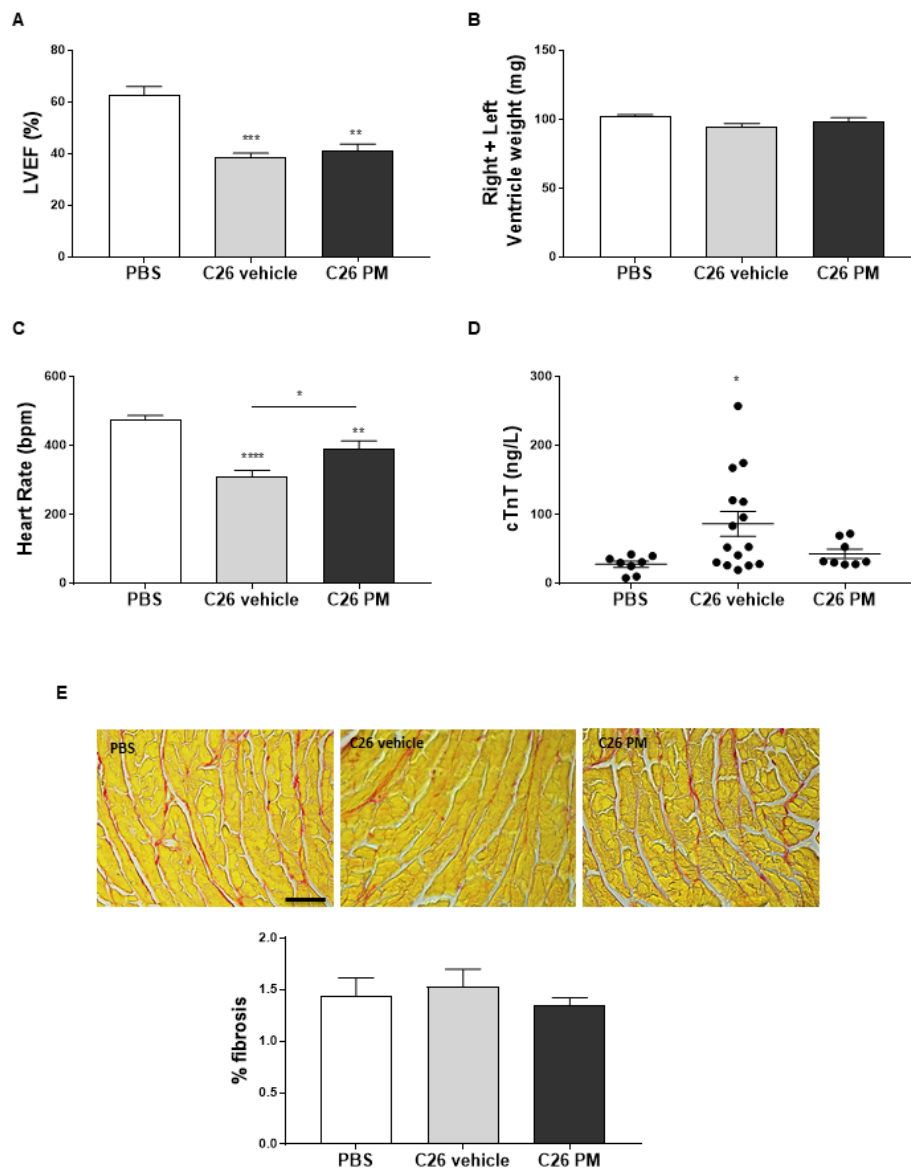 A
80
60
40
20
0
LVEF (%)
***
**
PBS
C26 vehicle
C26 PM
B
150
100
50
0
Right + Left
Ventricle weight (mg)
PBS
C26 vehicle
C26 PM
C
600
400
200
0
Heart Rate (bpm)
*
****
**
PBS
C26 vehicle
C26 PM
D
300
200
100
0
cTnT (ng/L)
*
PBS
C26 vehicle
C26 PM
E
PBS
C26 vehicle
C26 PM
2.0
1.5
1.0
0.5
0.0
% fibrosis
PBS
C26 vehicle
C26 PM